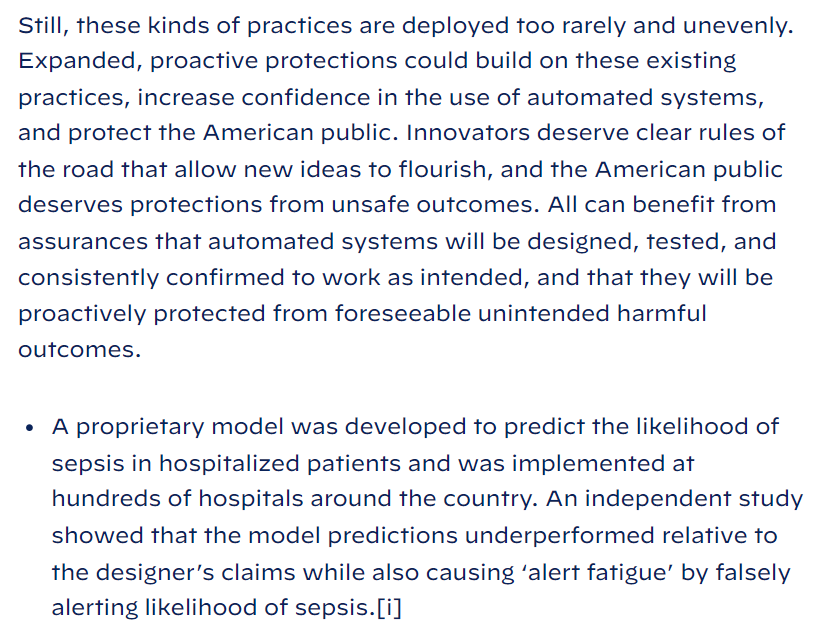 Still, these kinds of practices are deployed too rarely and unevenly.
Expanded, proactive protections could build on these existing
practices, increase confidence in the use of automated systems,
and protect the American public. Innovators deserve clear rules of
the road that allow new ideas to flourish, and the American public
deserves protections from unsafe outcomes. All can benefit from
assurances that automated systems will be designed, tested, and
consistently confirmed to work as intended, and that they will be
proactively protected from foreseeable unintended harmful
outcomes.
• A proprietary model was developed to predict the likelihood of
sepsis in hospitalized patients and was implemented at
hundreds of hospitals around the country. An independent study
showed that the model predictions underperformed relative to
the designer’s claims while also causing ‘alert fatigue’ by falsely
alerting likelihood of sepsis.[i]